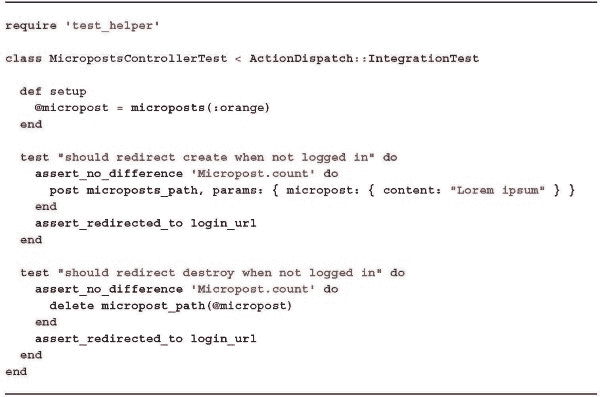 require 'test_helper'
class MicropostsControllerTest < ActionDispatch::IntegrationTest
def setup
@micropost = microposts(:orange)
end
test "should redirect create when not logged in" do
assert_no_difference 'Micropost.count' do
post microposts_path, params: { micropost: { content: "Lorem ipsum" } }
end
assert_redirected_to login_url
end
test "should redirect destroy when not logged in" do
assert_no_difference 'Micropost.count' do
delete micropost_path(@micropost)
end
assert_redirected_to login_url
end
end